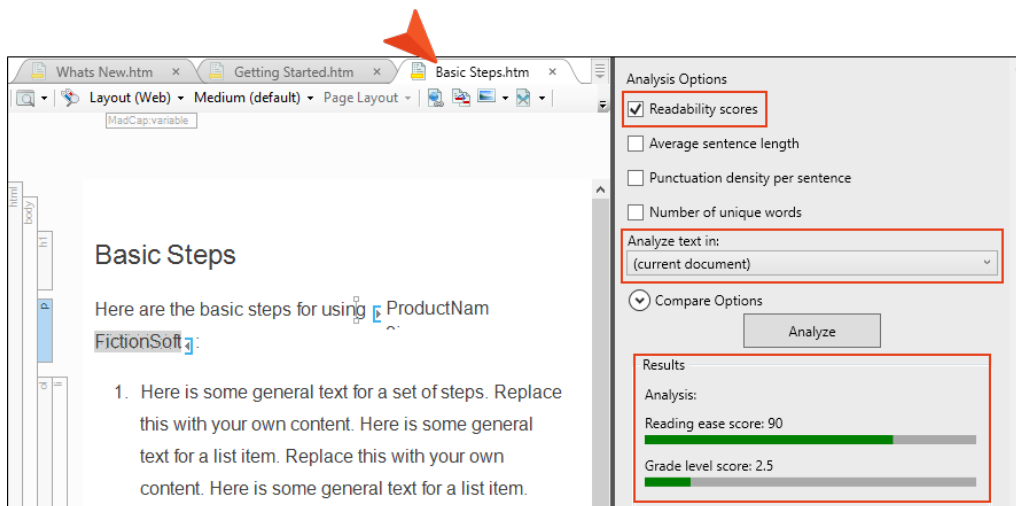 Whats New.htm ×
Getting Started.htm ×
Basic Steps.htm ×
Layout (Web) Medium (default) Page Layout
MadCap:variable
html
body
h1
p
ol
li
Basic Steps
Here are the basic steps for using ProductNam
FictionSoft :
1. Here is some general text for a set of steps. Replace
this with your own content. Here is some general
text for a list item. Replace this with your own
content. Here is some general text for a list item.
Analysis Options
Readability scores
Average sentence length
Punctuation density per sentence
Number of unique words
Analyze text in:
(current document)
Compare Options
Analyze
Results
Analysis:
Reading ease score: 90
Grade level score: 2.5